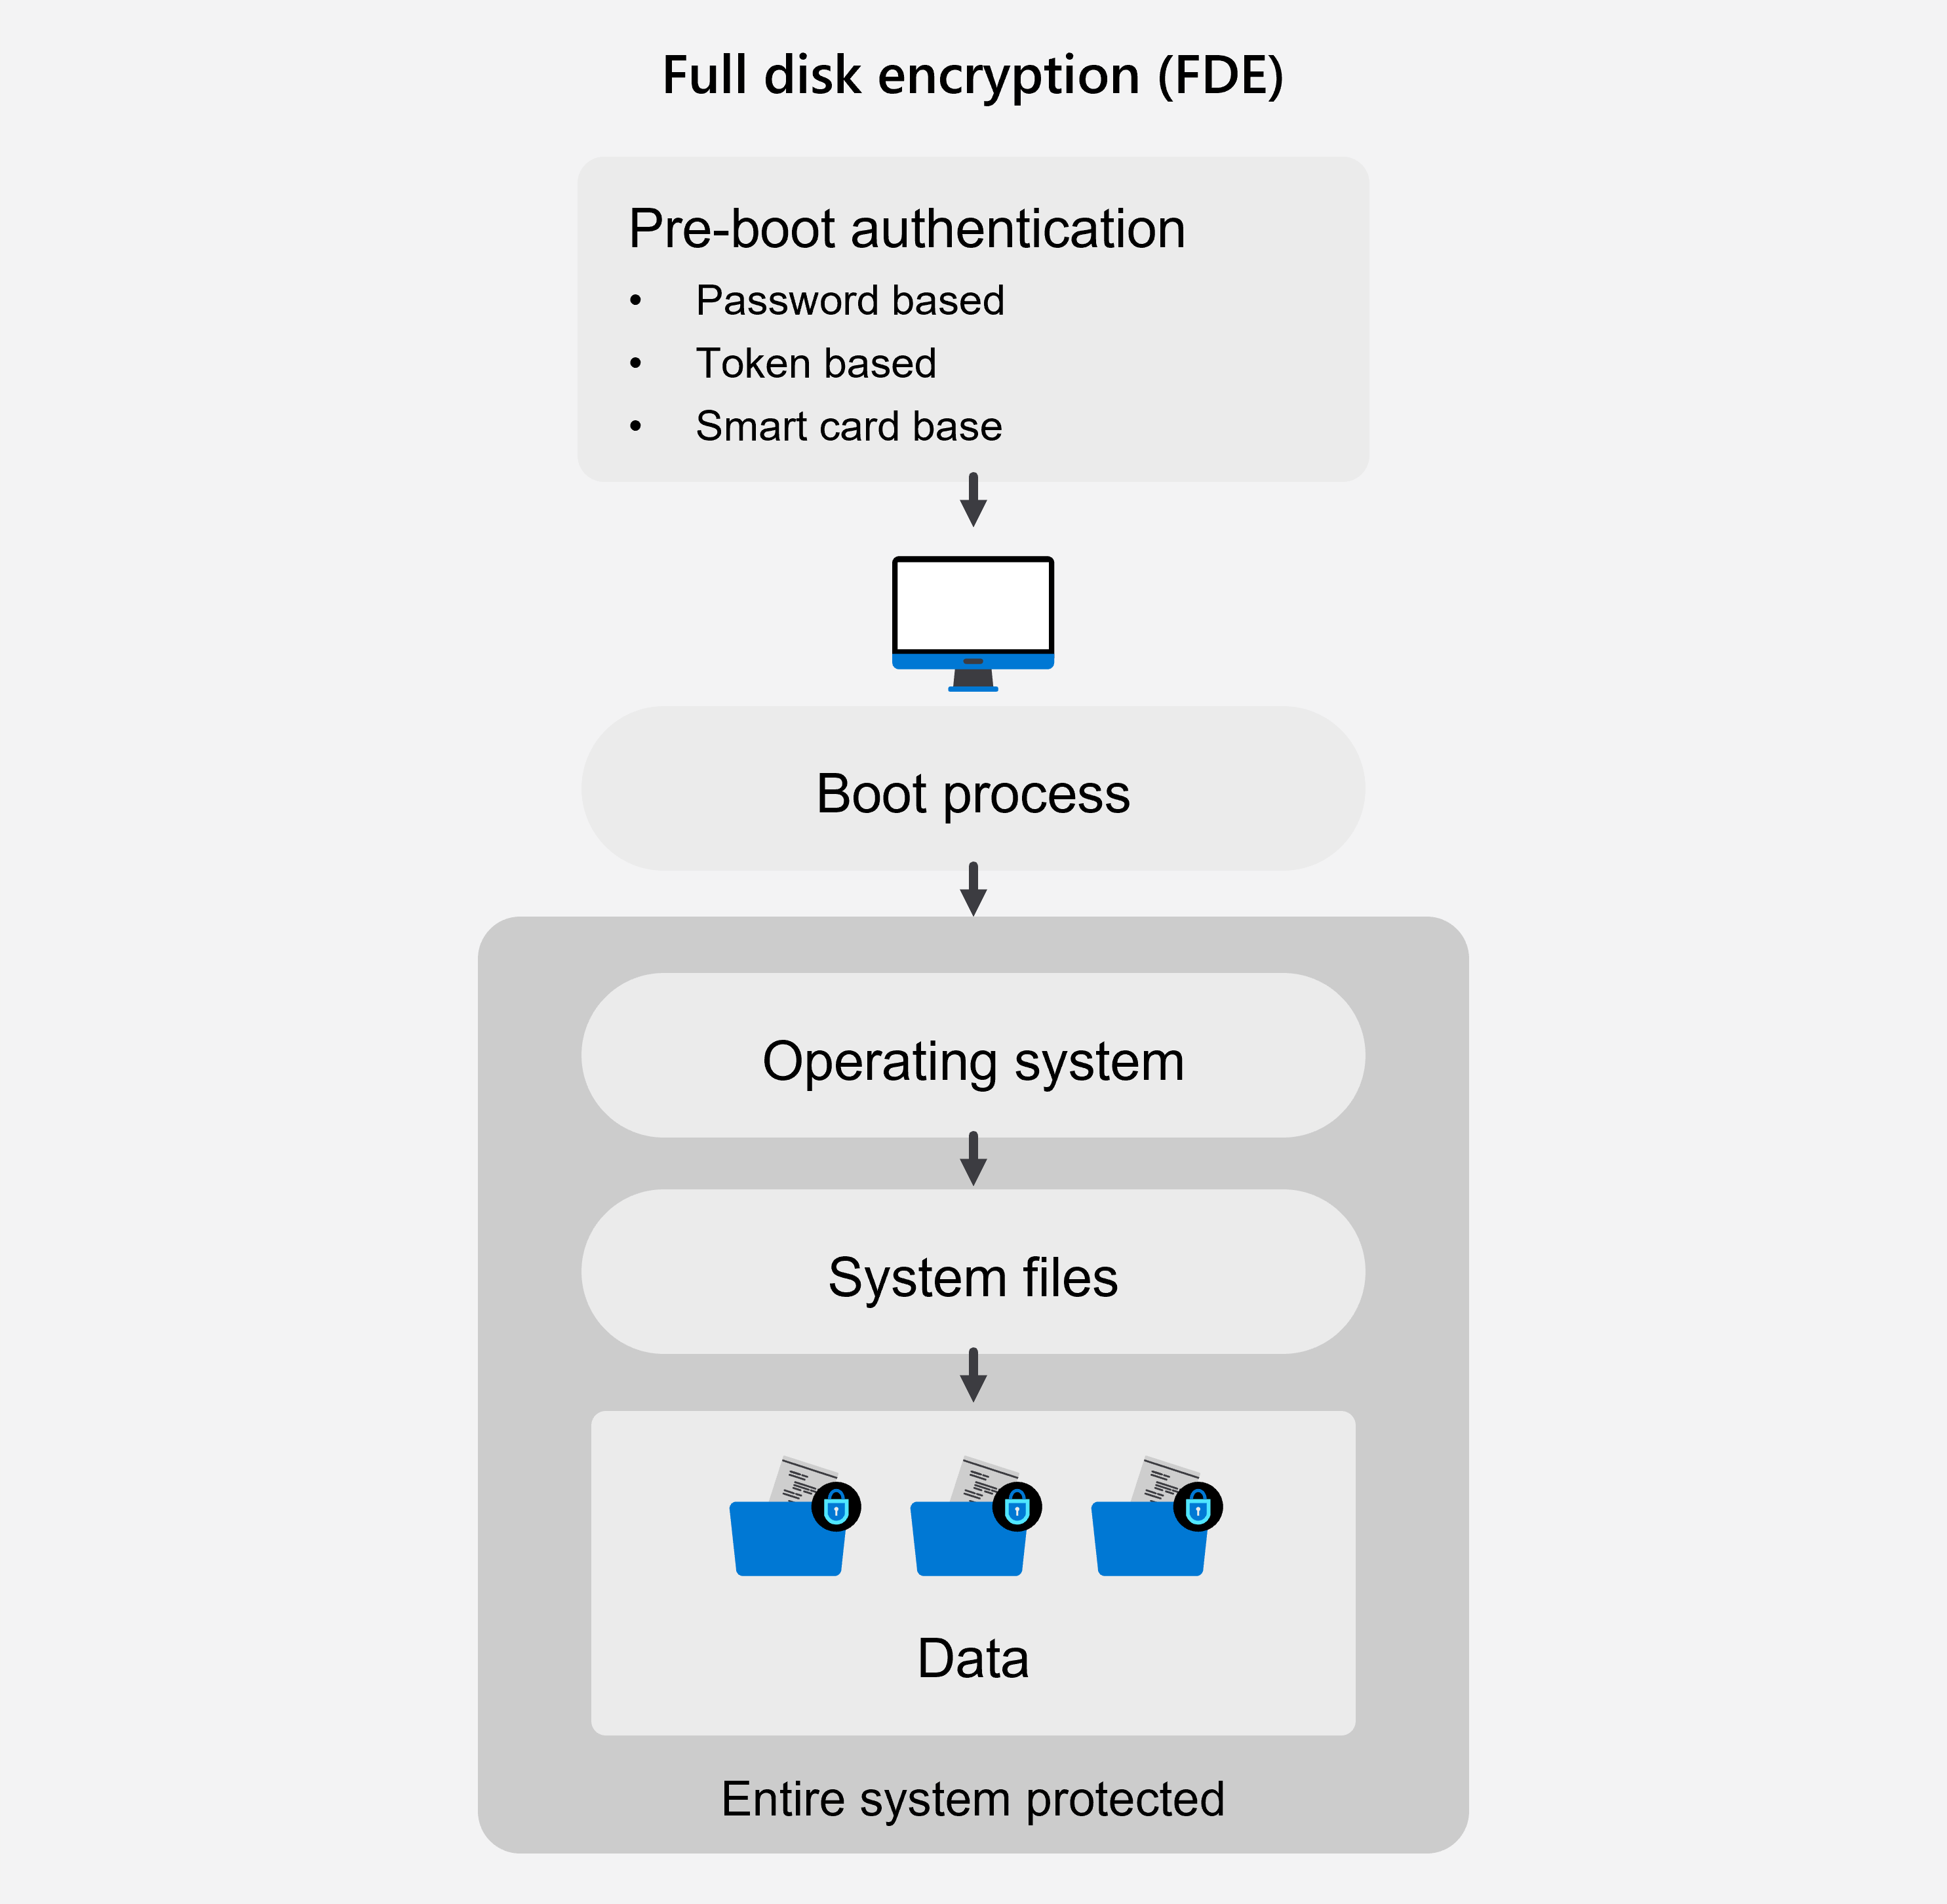 Full disk encryption (FDE)
Pre-boot authentication
• Password based
• Token based
• Smart card base
Boot process
Operating system
System files
Data
Entire system protected